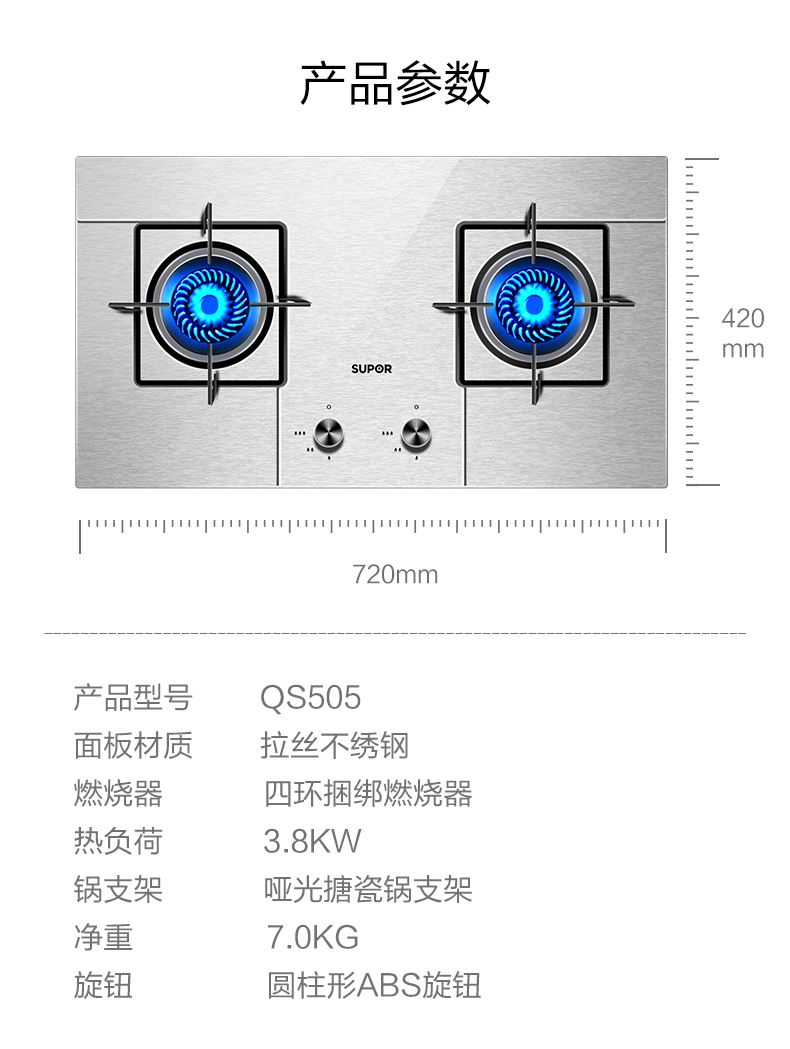 产品参数
SUPOR
420
mm
720mm
产品型号 QS505
面板材质 拉丝不绣钢
燃烧器 四环捆绑燃烧器
热负荷 3.8KW
锅支架 哑光搪瓷锅支架
净重 7.0KG
旋钮 圆柱形ABS旋钮